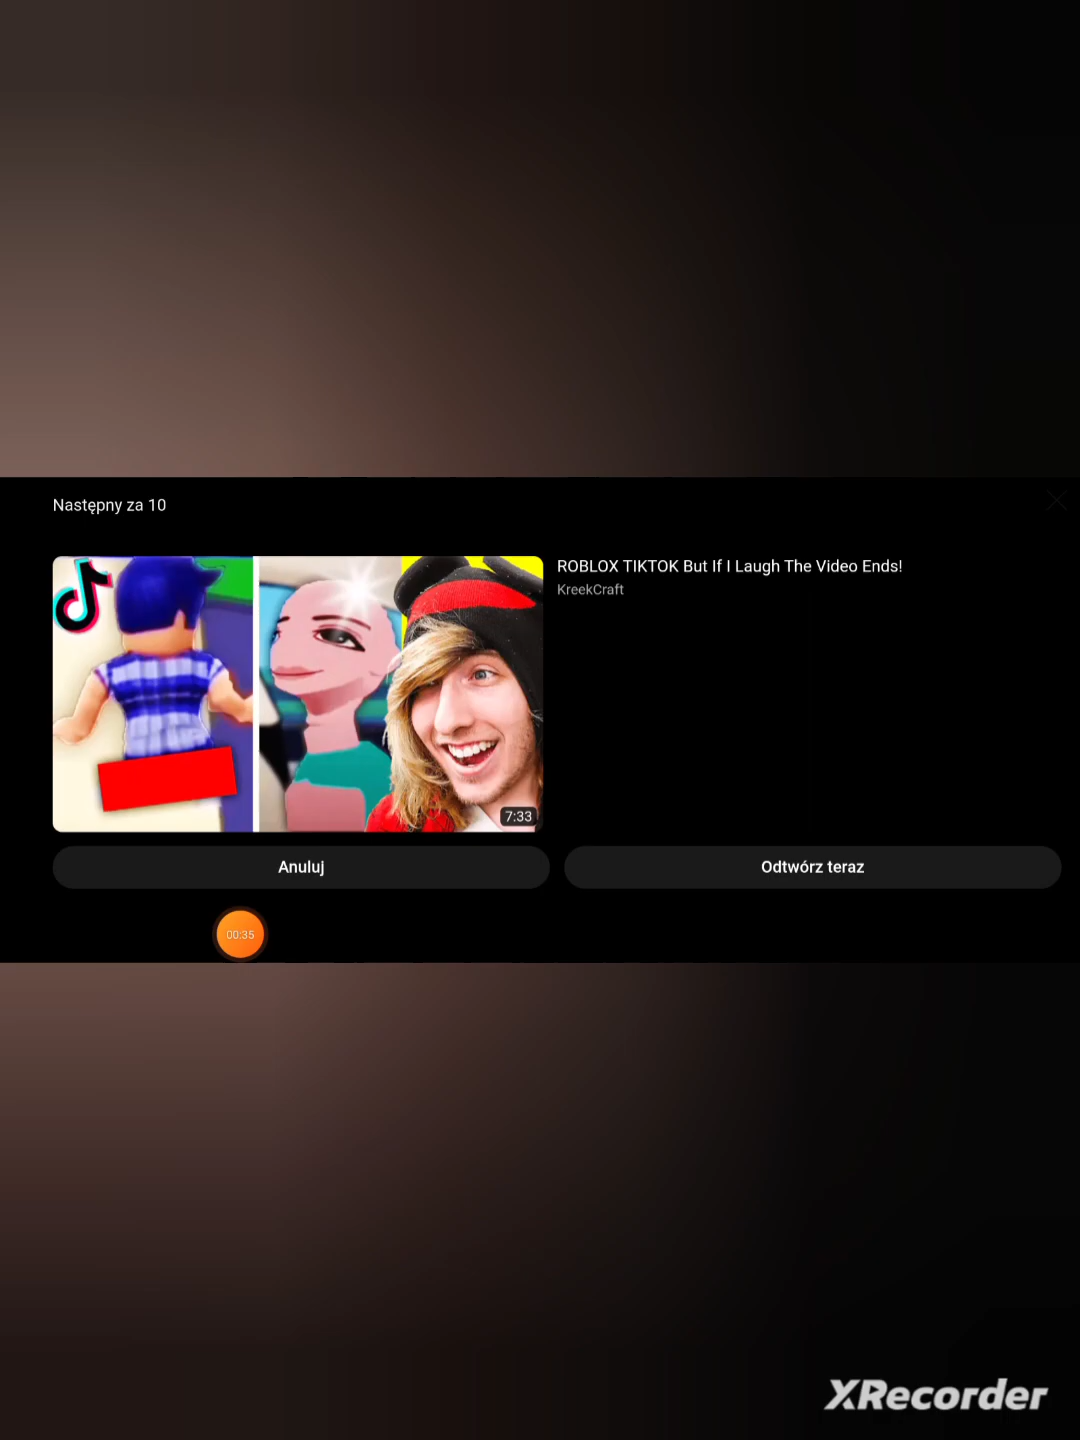 Następny za 10
ROBLOX TIKTOK But If I Laugh The Video Ends!
KreekCraft
7:33
Anuluj
Odtwórz teraz
00:35
XRecorder